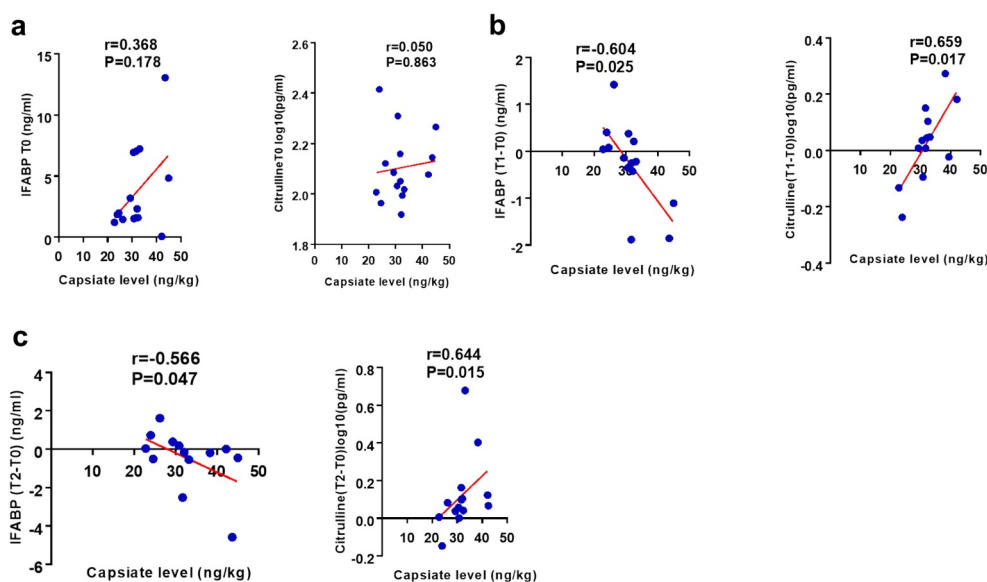 a
r=0.368
P=0.178
IFABP T0 (ng/ml)
15
10
5
0
0 10 20 30 40 50
Capsiate level (ng/kg)
r=0.050
P=0.863
CitrullineT0 log10(pg/ml)
2.6
2.4
2.2
2.0
1.8
0 10 20 30 40 50
Capsiate level (ng/kg)
b
r=-0.604
P=0.025
IFABP (T1-T0) (ng/ml)
2
1
0
-1
-2
10 20 30 40 50
Capsiate level (ng/kg)
r=0.659
P=0.017
Citrulline(T1-T0)log10(pg/ml)
0.4
0.2
0.0
-0.2
-0.4
10 20 30 40 50
Capsiate level (ng/kg)
c
r=-0.566
P=0.047
IFABP (T2-T0) (ng/ml)
4
2
0
-2
-4
-6
10 20 30 40 50
Capsiate level (ng/kg)
r=0.644
P=0.015
Citrulline(T2-T0)log10(pg/ml)
0.8
0.6
0.4
0.2
0.0
-0.2
10 20 30 40 50
Capsiate level (ng/kg)